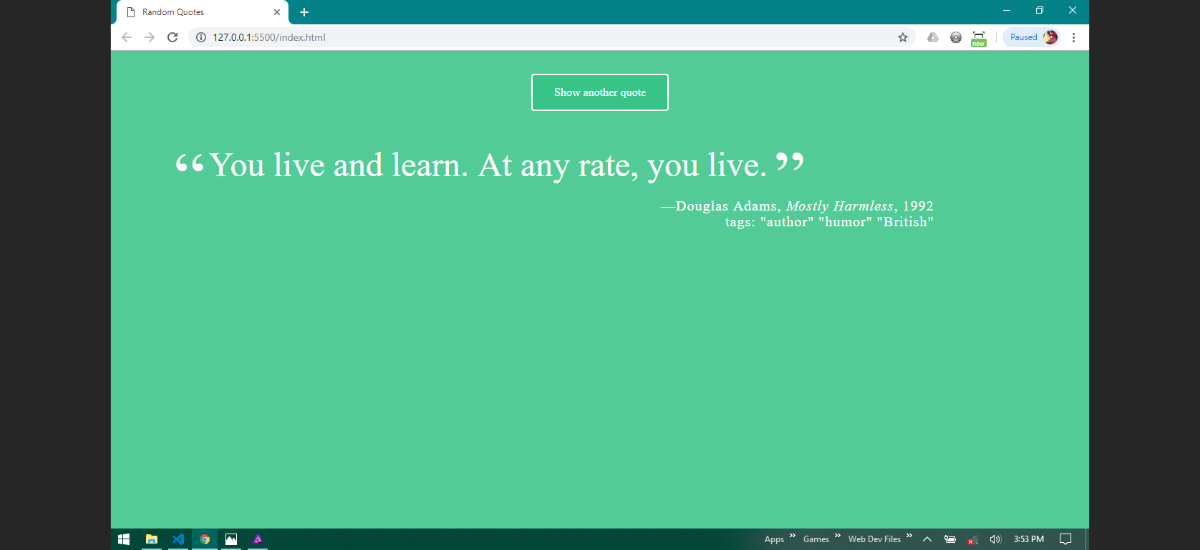 Random Quotes
127.0.0.1:5500/index.html
new
Paused
Show another quote
“You live and learn. At any rate, you live.”
—Douglas Adams, Mostly Harmless, 1992
tags: "author" "humor" "British"
Apps » Games » Web Dev Files » 3:53 PM